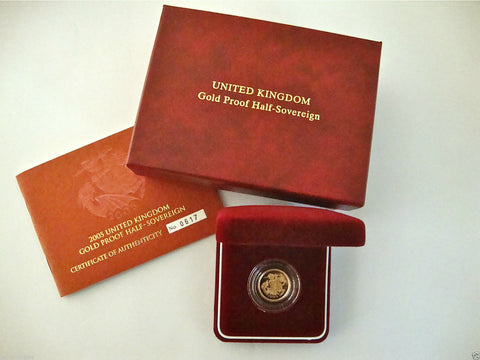 UNITED KINGDOM
Gold Proof Half-Sovereign
2005 UNITED KINGDOM
GOLD PROOF HALF-SOVEREIGN
No 0617
CERTIFICATE OF AUTHENTICITY